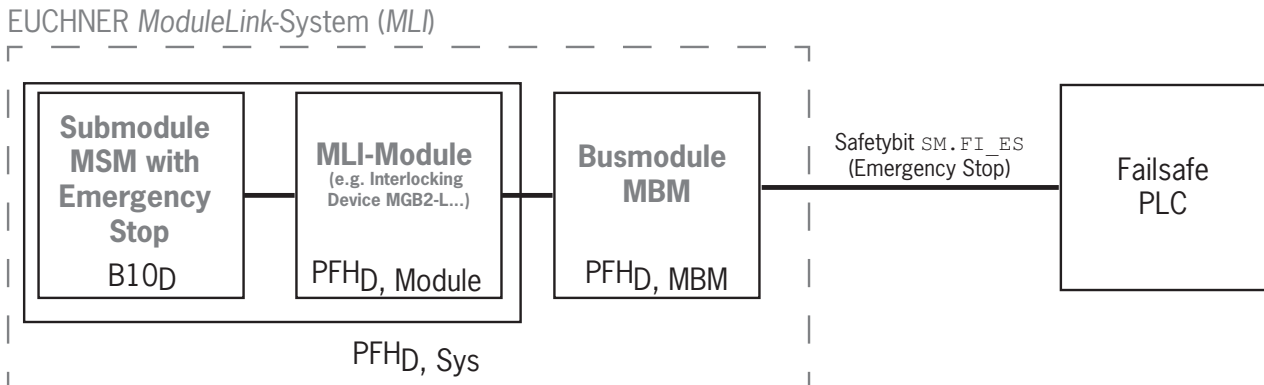 EUCHNER ModuleLink-System (MLI)
Submodule
MSM with
Emergency
Stop
B10D
MLI-Module
(e.g. Interlocking
Device MGB2-L...)
PFHD, Module
Busmodule
MBM
PFHD, MBM
PFHD, Sys
Safetybit SM.FI_ES
(Emergency Stop)
Failsafe
PLC